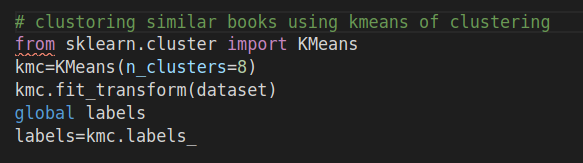 # clustoring similar books using kmeans of clustering
from sklearn.cluster import KMeans
kmc=KMeans(n_clusters=8)
kmc.fit_transform(dataset)
global labels
labels=kmc.labels_